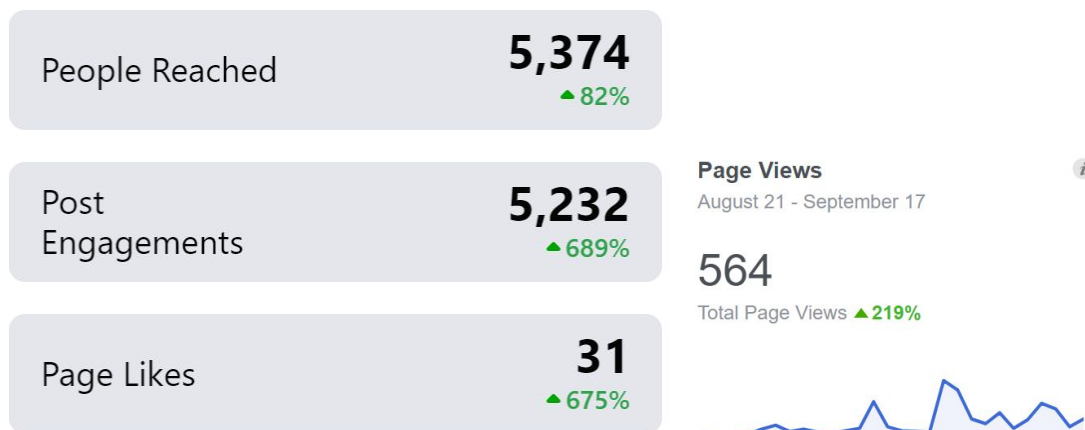 People Reached
5,374
82%
Post
Engagements
5,232
689%
Page Likes
31
675%
Page Views
i
August 21 - September 17
564
Total Page Views 219%